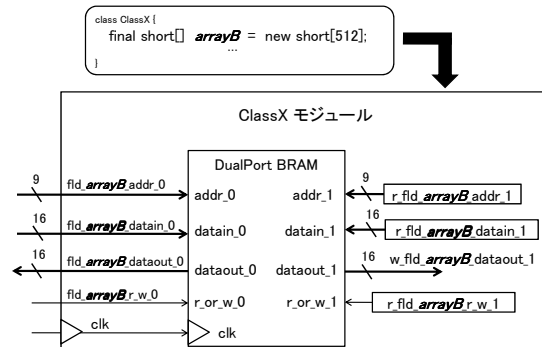 class ClassX {
final short[] arrayB = new short[512];
...
}
ClassX モジュール
DualPort BRAM
9
fld_arrayB_addr_0
addr_0
addr_1
9
r_fld_arrayB_addr_1
16
fld_arrayB_datain_0
datain_0
datain_1
16
r_fld_arrayB_datain_1
16
fld_arrayB_dataout_0
dataout_0
dataout_1
16
w_fld_arrayB_dataout_1
fld_arrayB_r_w_0
r_or_w_0
r_or_w_1
r_fld_arrayB_r_w_1
clk
clk